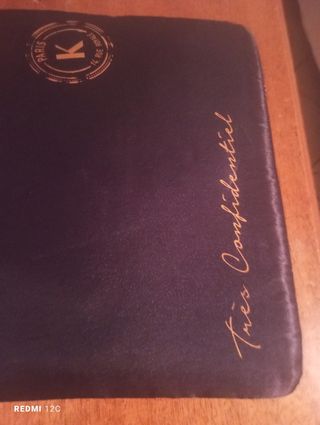 PARIS
K
Très Confidentiel
REDMI 12C